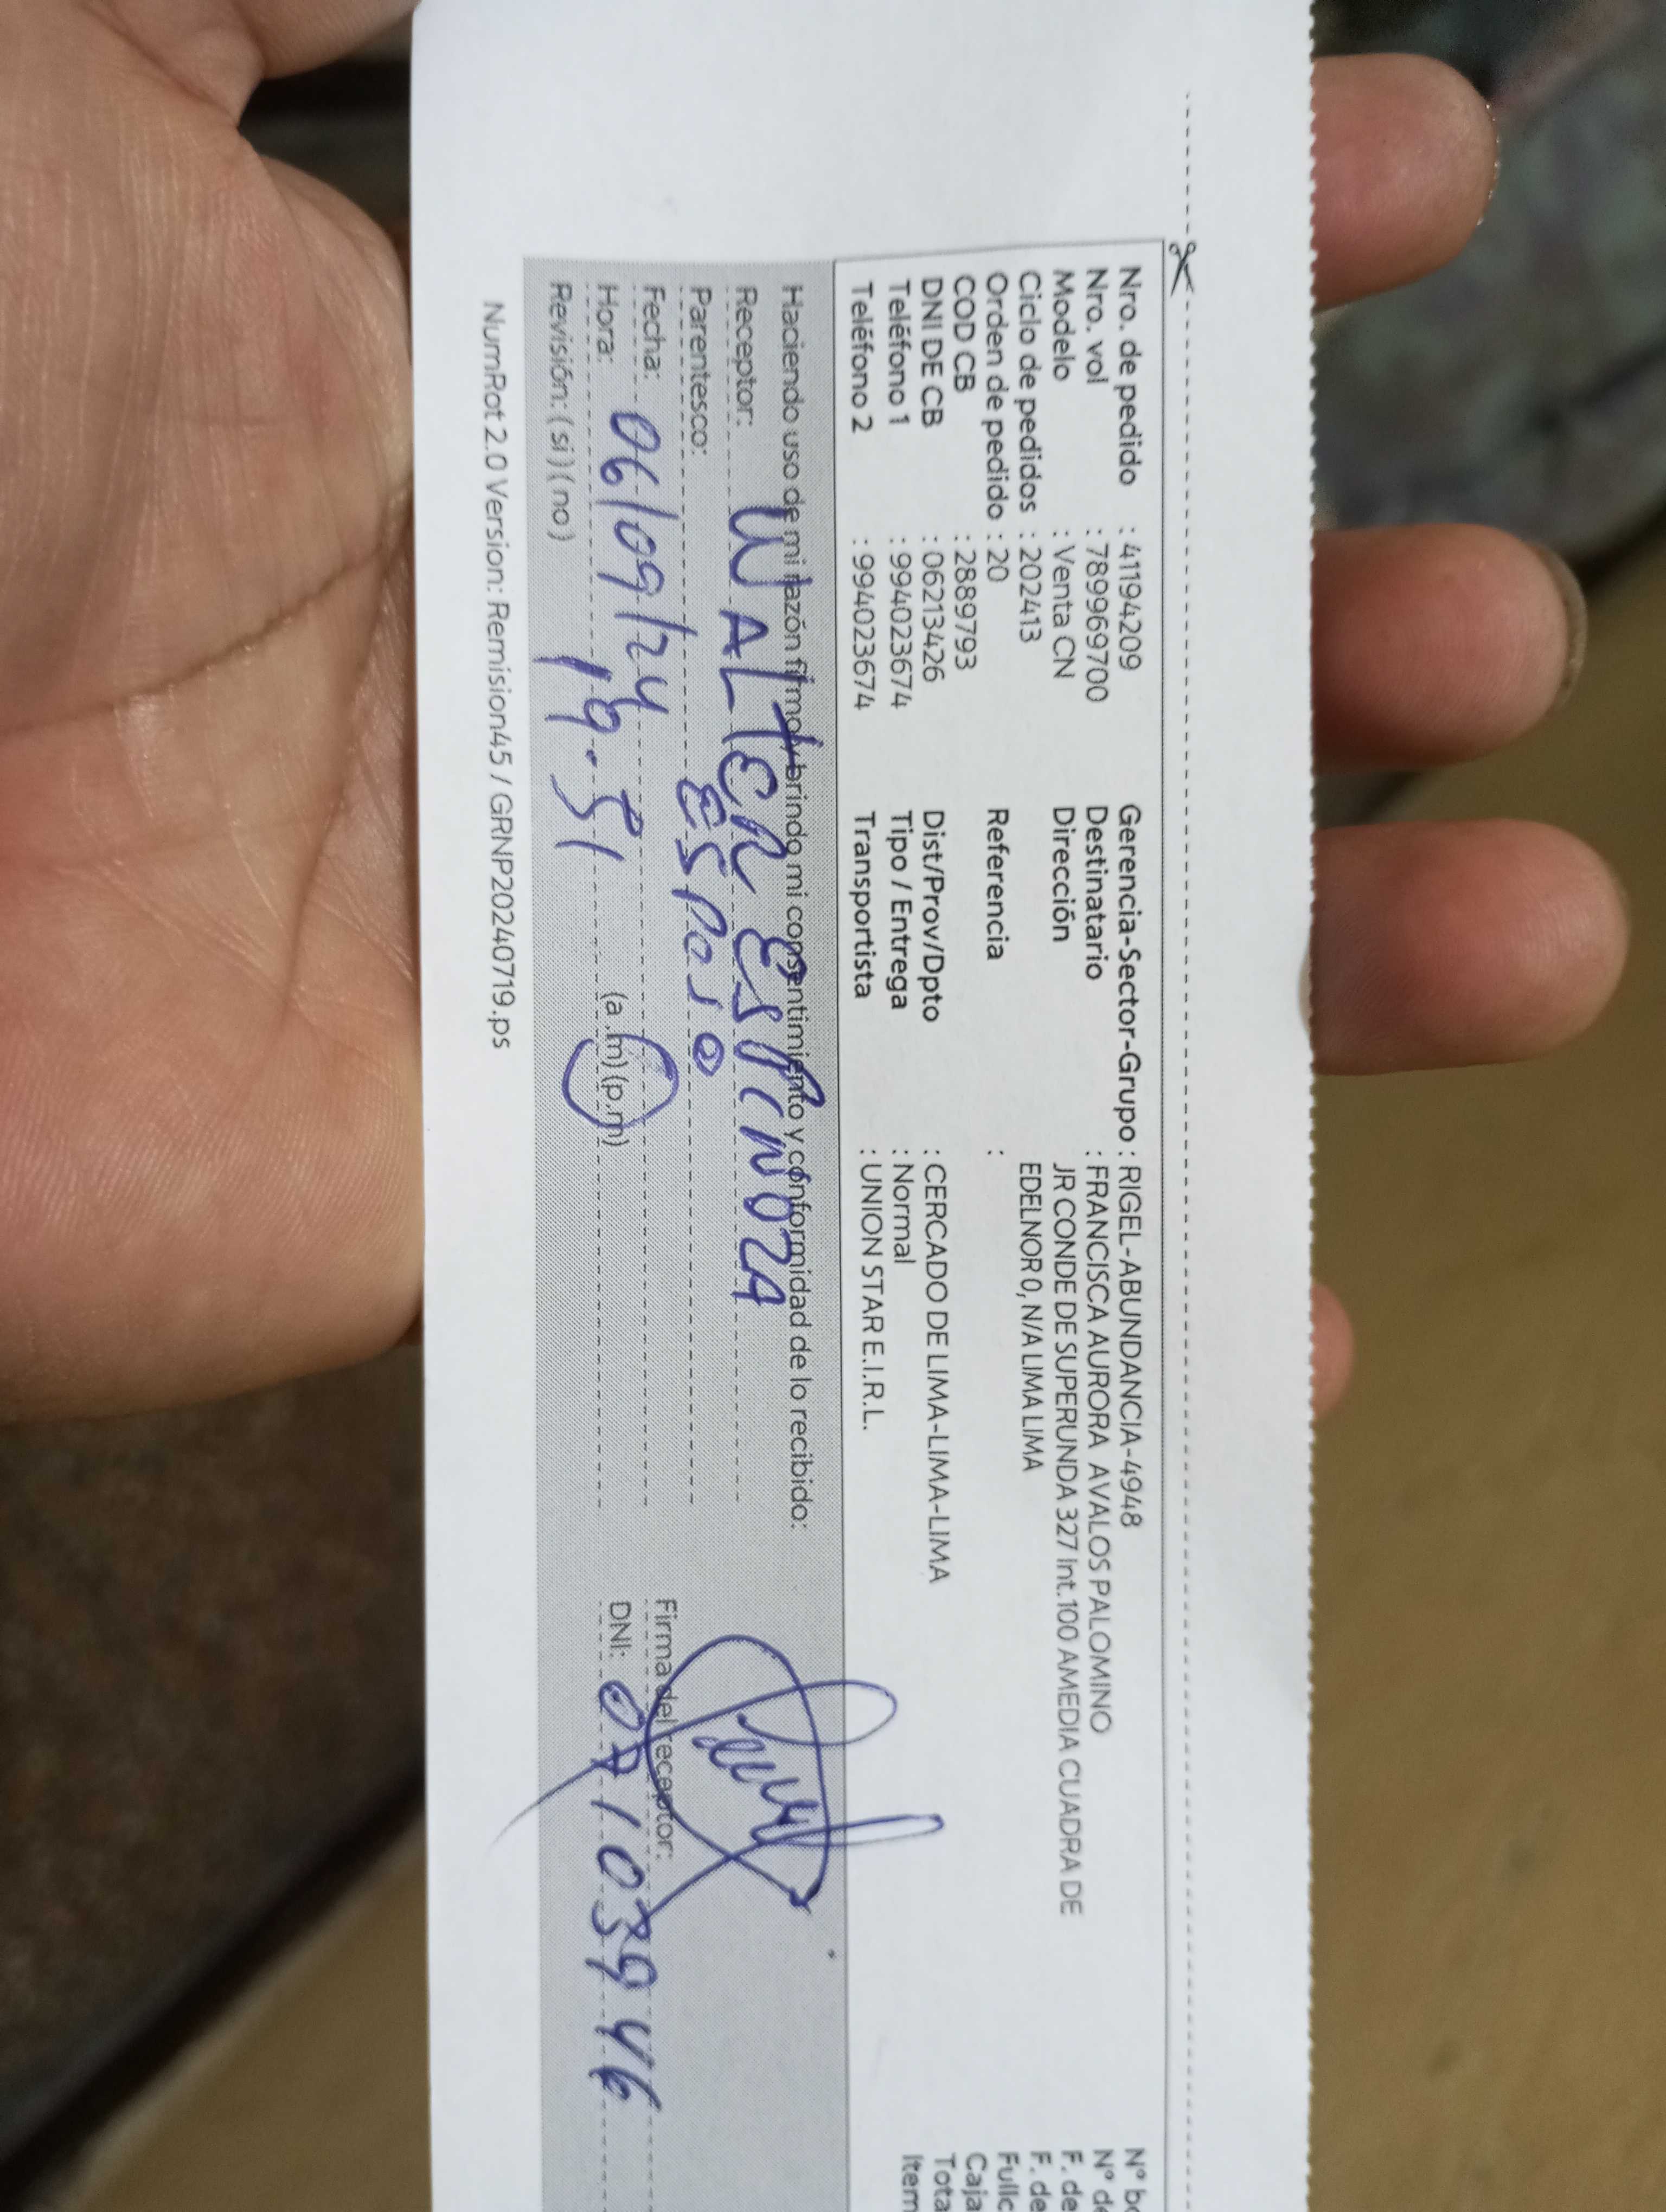 Nro. de pedido : 41194209
Nro. vol : 789969700
Modelo : Venta CN
Ciclo de pedidos : 202413
Orden de pedido : 20
COD CB : 2889793
DNI DE CB : 06213426
Teléfono 1 : 994023674
Teléfono 2 : 994023674
Gerencia-Sector-Grupo : RIGEL-ABUNDANCIA-4948
Destinatario : FRANCISCA AURORA AVALOS PALOMINO
Dirección : JR CONDE DE SUPERUNDA 327 Int.100 AMEDIA CUADRA DE
EDELNOR 0, N/A LIMA LIMA
Referencia :
Dist/Prov/Dpto : CERCADO DE LIMA-LIMA-LIMA
Tipo / Entrega : Normal
Transportista : UNION STAR E.I.R.L.
Haciendo uso de mi razón firmo y brindo mi consentimiento y conformidad de lo recibido:
Receptor: WALTER ESPINOZA
Parentesco: ESPOSO
Fecha: 06/09/24
Hora: 19.51 (a.m) (p.m)
Revisión: ( si ) ( no )
Firma del receptor:
DNI: 07103946
NumRot 2.0 Version: Remision45 / GRNP20240719.ps
F. de
F. de
Caja
Tota
Item